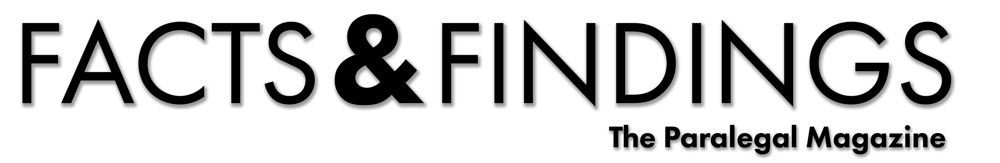 FACTS & FINDINGS
The Paralegal Magazine